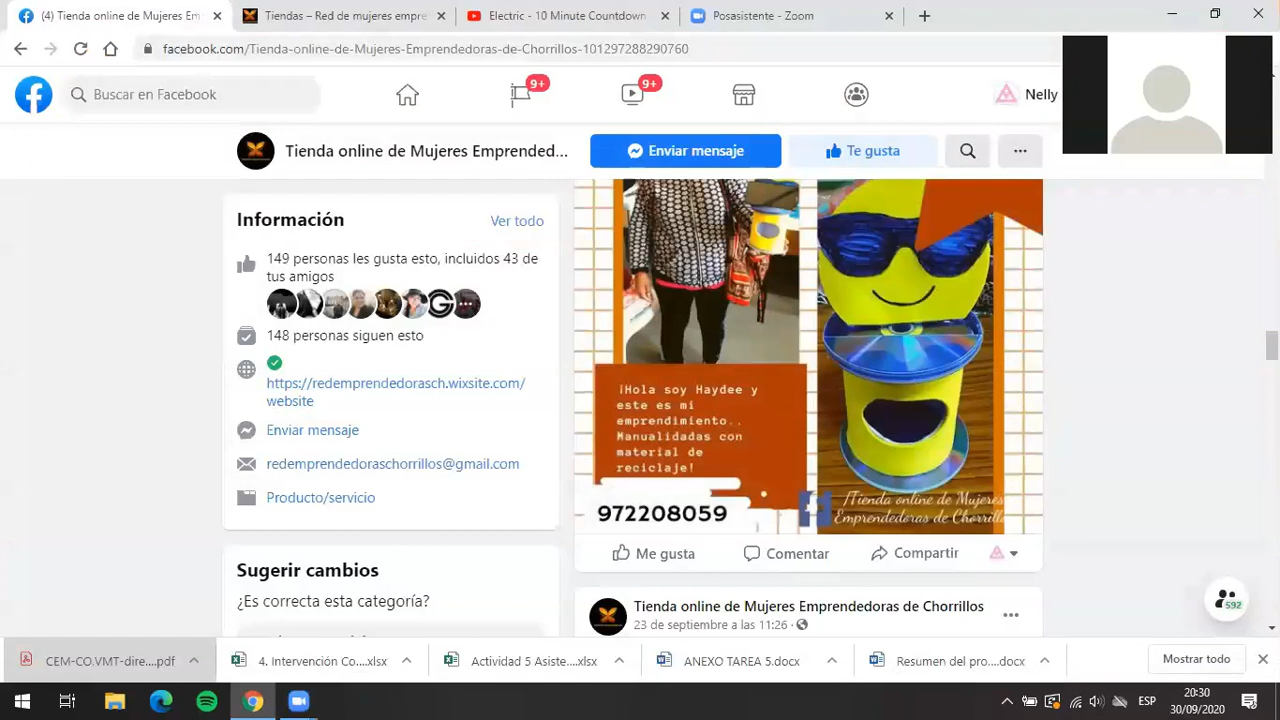 (4) Tienda online de Mujeres Em
Tiendas – Red de mujeres empre
Electric - 10 Minute Countdown
Posasistente - Zoom
facebook.com/Tienda-online-de-Mujeres-Emprendedoras-de-Chorrillos-101297288290760
Buscar en Facebook
9+
9+
Nelly
Tienda online de Mujeres Emprended...
Enviar mensaje
Te gusta
Información
Ver todo
149 personas les gusta esto, incluidos 43 de
tus amigos
148 personas siguen esto
https://redemprendedorasch.wixsite.com/
website
Enviar mensaje
redemprendedoraschorrillos@gmail.com
Producto/servicio
Sugerir cambios
¿Es correcta esta categoría?
¡Hola soy Haydee y
este es mi
emprendimiento..
Manualidadas con
material de
reciclaje!
972208059
/Tienda online de Mujeres
Emprendedoras de Chorrill
Me gusta
Comentar
Compartir
Tienda online de Mujeres Emprendedoras de Chorrillos
23 de septiembre a las 11:26
592
CEM-CO.VMT-dire....pdf
4. Intervención Co....xlsx
Actividad 5 Asiste....xlsx
ANEXO TAREA 5.docx
Resumen del pro....docx
Mostrar todo
ESP
20:30
30/09/2020